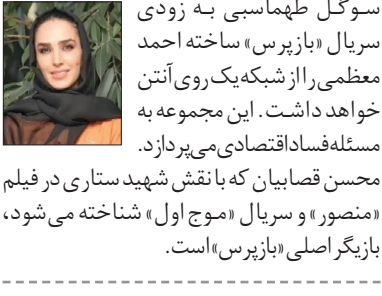 سوگل طهماسبی به زودی
سریال «بازپرس» ساخته احمد
معظمی را از شبکه یک روی آنتن
خواهد داشت. این مجموعه به
مسئله فساد اقتصادی می‌پردازد.
محسن قصابیان که با نقش شهید ستاری در فیلم
«منصور» و سریال «موج اول» شناخته می‌شود،
بازیگر اصلی «بازپرس» است.